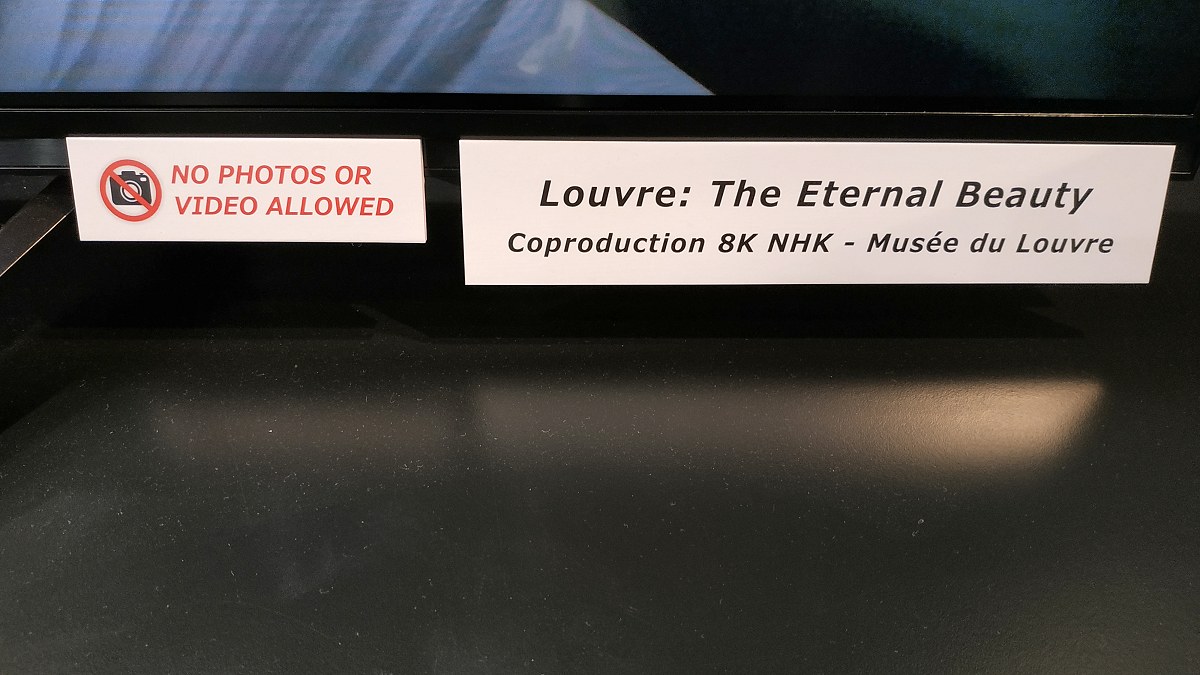 NO PHOTOS OR
VIDEO ALLOWED
Louvre: The Eternal Beauty
Coproduction 8K NHK - Musée du Louvre